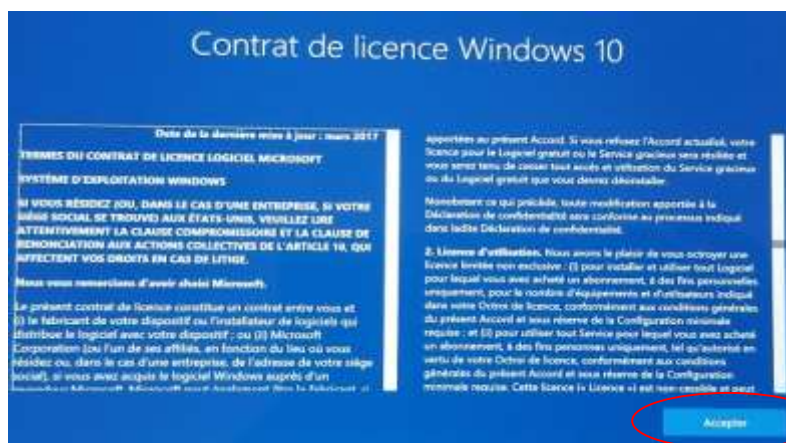 Contrat de licence Windows 10
Date de la dernière mise à jour : mars 2017
TERMES DU CONTRAT DE LICENCE LOGICIEL MICROSOFT
SYSTÈME D'EXPLOITATION WINDOWS
SI VOUS RÉSIDEZ (OU, DANS LE CAS D'UNE ENTREPRISE, SI VOTRE
SIÈGE SOCIAL SE TROUVE) AUX ÉTATS-UNIS, VEUILLEZ LIRE
ATTENTIVEMENT LA CLAUSE COMPROMISSOIRE ET LA CLAUSE DE
RENONCIATION AUX ACTIONS COLLECTIVES DE L'ARTICLE 10, QUI
AFFECTENT VOS DROITS EN CAS DE LITIGE.
Nous vous remercions d'avoir choisi Microsoft.
Le présent contrat de licence constitue un contrat entre vous et
(i) le fabricant de votre dispositif ou l'installateur de logiciels qui
distribue le logiciel avec votre dispositif ; ou (ii) Microsoft
Corporation (ou l'un de ses affiliés, en fonction du lieu où vous
résidez ou, dans le cas d'une entreprise, de l'adresse de votre siège
social), si vous avez acquis le logiciel Windows auprès d'un
apportées au présent Accord. Si vous refusez l'Accord actualisé, votre
licence pour le Logiciel gratuit ou le Service gracieux sera résiliée et
vous serez tenu de cesser tout accès et utilisation du Service gracieux
ou du Logiciel gratuit que vous devrez désinstaller.
Nonobstant ce qui précède, toute modification apportée à la
Déclaration de confidentialité sera conforme au processus indiqué
dans ladite Déclaration de confidentialité.
2. Licence d'utilisation. Nous avons le plaisir de vous octroyer une
licence limitée non exclusive : (i) pour installer et utiliser tout Logiciel
pour lequel vous avez acheté un abonnement, à des fins personnelles
uniquement, pour le nombre d'équipements et d'utilisateurs indiqué
dans votre Octroi de licence, conformément aux conditions générales
du présent Accord et sous réserve de la Configuration minimale
requise ; et (ii) pour utiliser tout Service pour lequel vous avez acheté
un abonnement, à des fins personnes uniquement, tel qu'autorisé en
vertu de votre Octroi de licence, conformément aux conditions
générales du présent Accord et sous réserve de la Configuration
minimale requise. Cette licence (« Licence ») est non-cessible et peut
Accepter